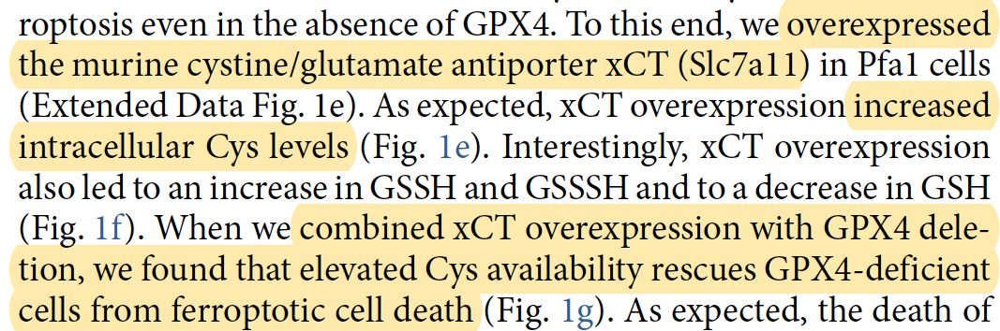 roptosis even in the absence of GPX4. To this end, we overexpressed
the murine cystine/glutamate antiporter xCT (Slc7a11) in Pfa1 cells
(Extended Data Fig. 1e). As expected, xCT overexpression increased
intracellular Cys levels (Fig. 1e). Interestingly, xCT overexpression
also led to an increase in GSSH and GSSSH and to a decrease in GSH
(Fig. 1f). When we combined xCT overexpression with GPX4 dele-
tion, we found that elevated Cys availability rescues GPX4-deficient
cells from ferroptotic cell death (Fig. 1g). As expected, the death of